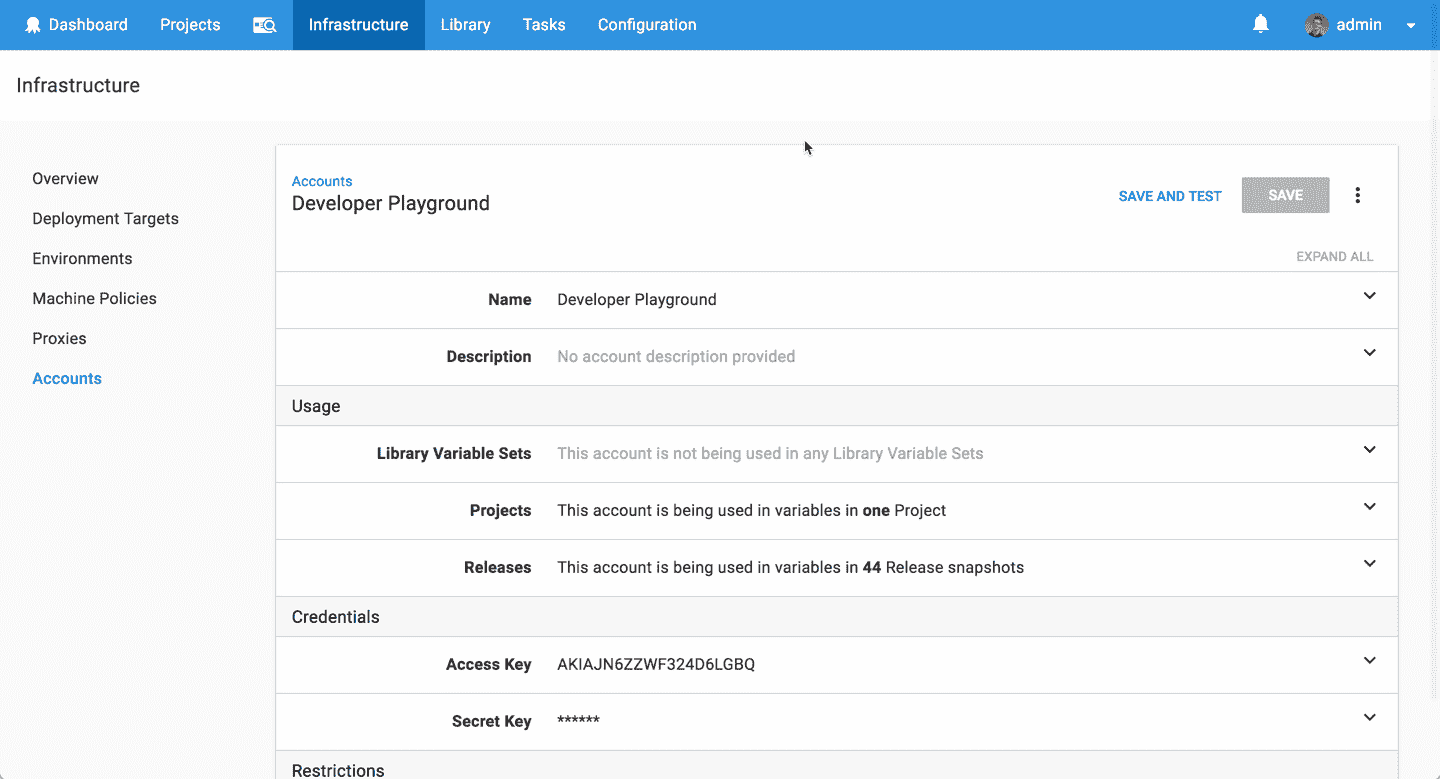 Dashboard Projects Infrastructure Library Tasks Configuration admin
Infrastructure
Overview
Deployment Targets
Environments
Machine Policies
Proxies
Accounts
Accounts
Developer Playground
SAVE AND TEST SAVE
EXPAND ALL
Name Developer Playground
Description No account description provided
Usage
Library Variable Sets This account is not being used in any Library Variable Sets
Projects This account is being used in variables in one Project
Releases This account is being used in variables in 44 Release snapshots
Credentials
Access Key AKIAJN6ZZWF324D6LGBQ
Secret Key ******
Restrictions